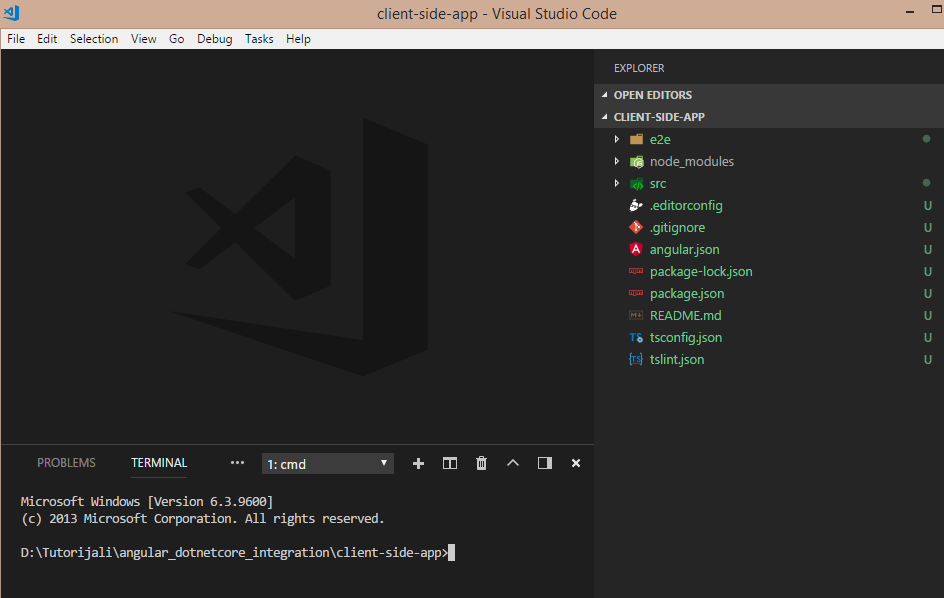 client-side-app - Visual Studio Code
File Edit Selection View Go Debug Tasks Help
EXPLORER
OPEN EDITORS
CLIENT-SIDE-APP
e2e
node_modules
src
.editorconfig U
.gitignore U
angular.json U
package-lock.json U
package.json U
README.md U
tsconfig.json U
tslint.json U
PROBLEMS TERMINAL ··· 1: cmd
Microsoft Windows [Version 6.3.9600]
(c) 2013 Microsoft Corporation. All rights reserved.
D:\Tutorijali\angular_dotnetcore_integration\client-side-app>